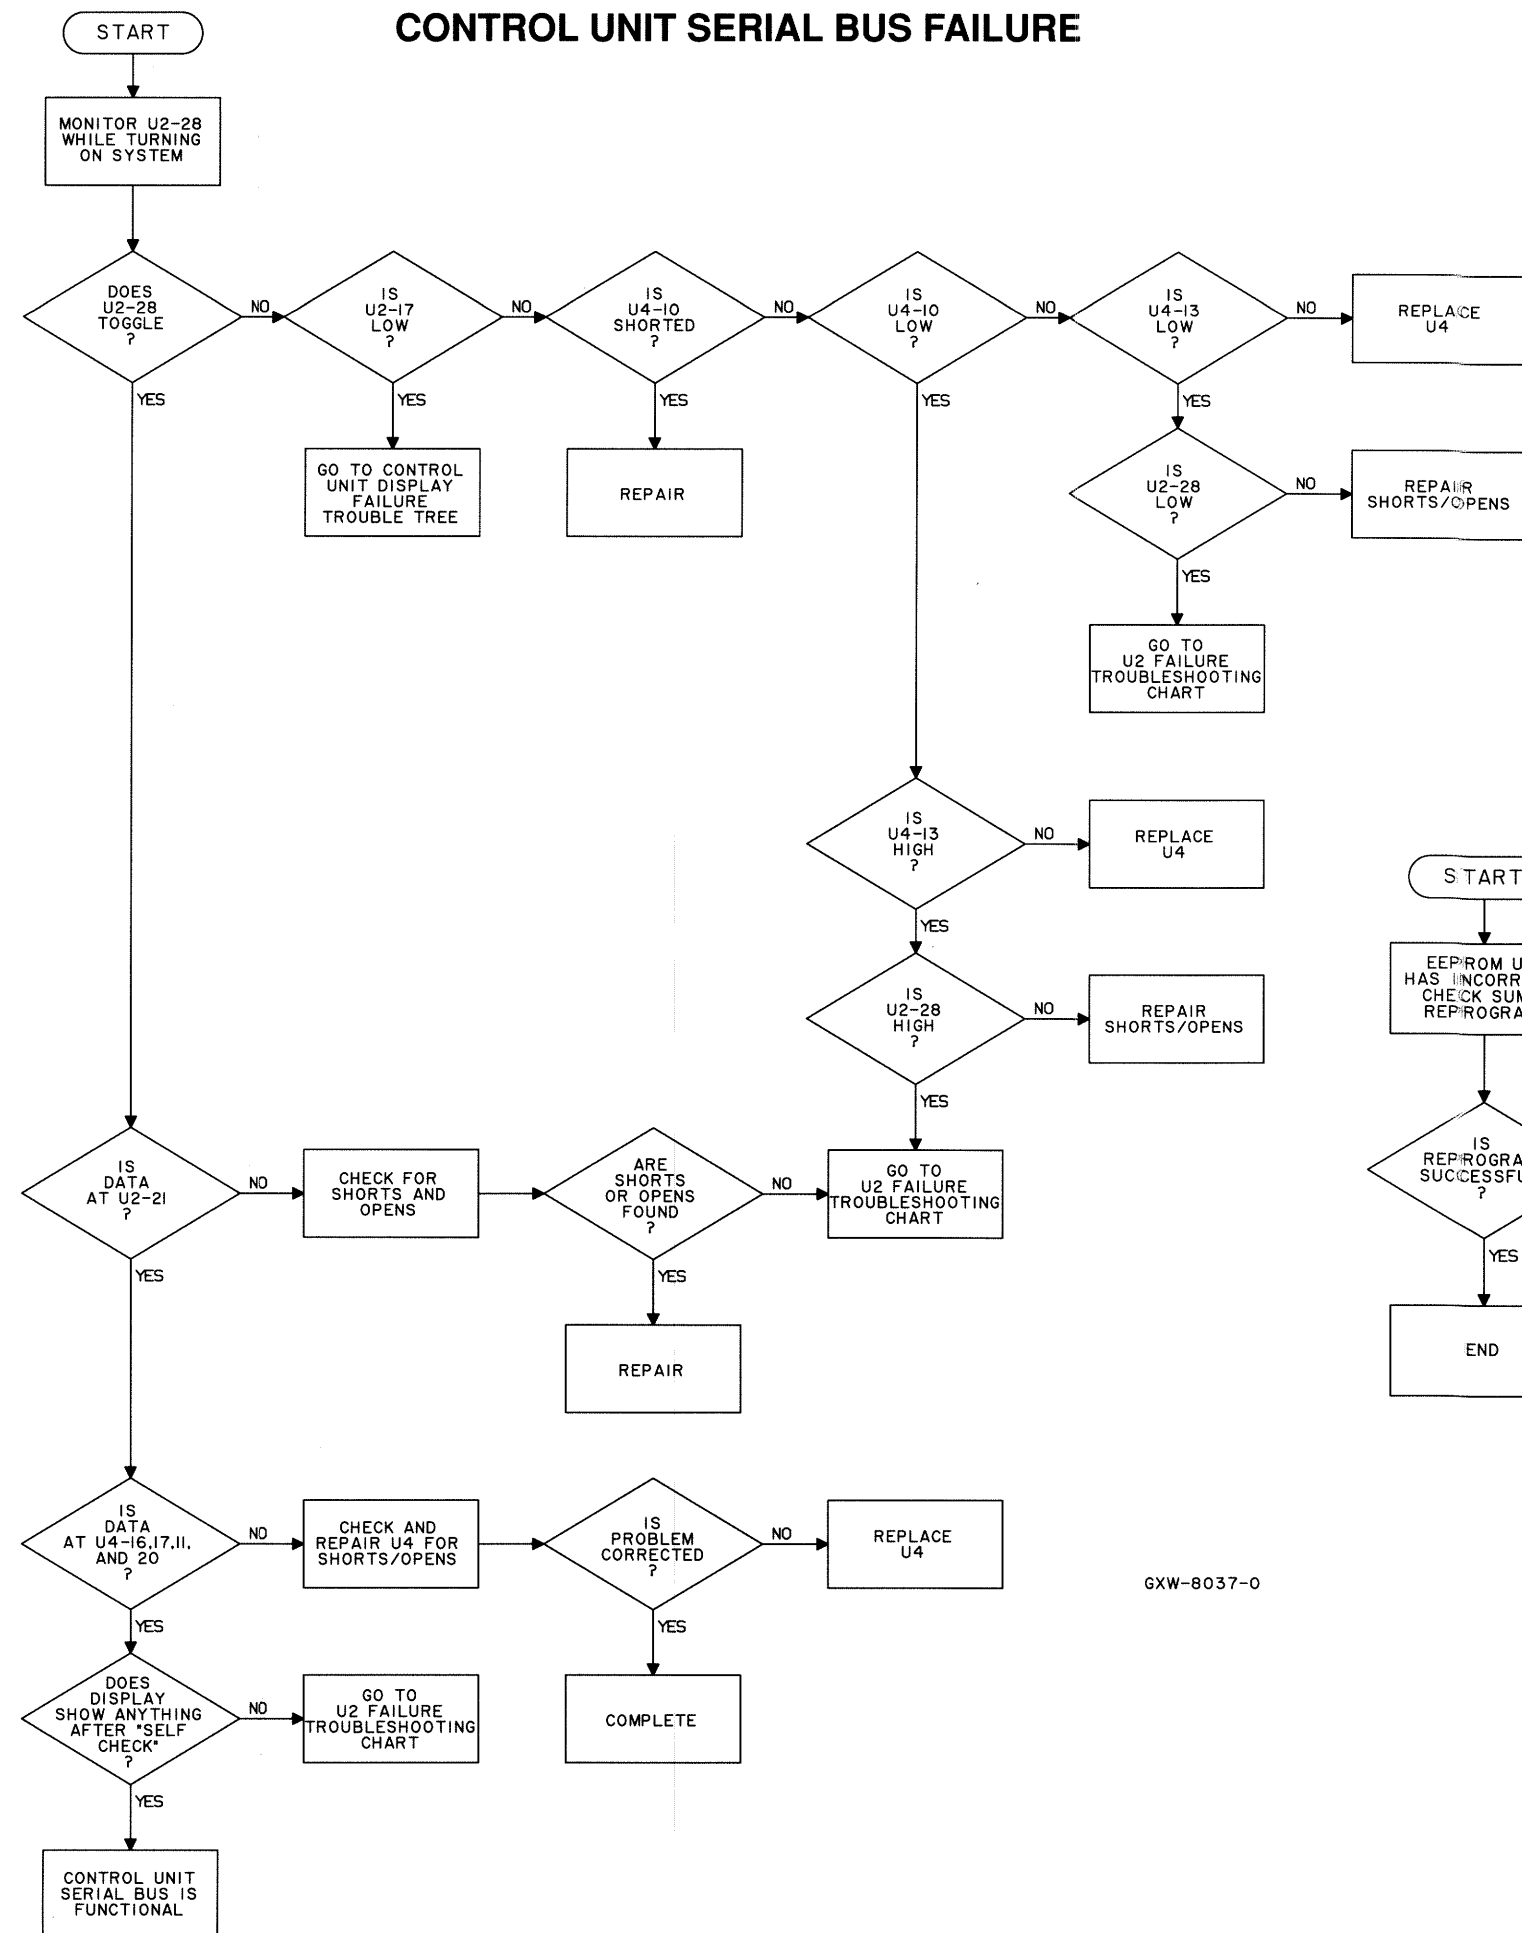 CONTROL UNIT SERIAL BUS FAILURE
START
MONITOR U2-28
WHILE TURNING
ON SYSTEM
DOES
U2-28
TOGGLE
?
NO
YES
IS
U2-17
LOW
?
NO
YES
GO TO CONTROL
UNIT DISPLAY
FAILURE
TROUBLE TREE
IS
U4-10
SHORTED
?
NO
YES
REPAIR
IS
U4-10
LOW
?
NO
YES
IS
U4-13
LOW
?
NO
REPLACE
U4
YES
IS
U2-28
LOW
?
NO
REPAIR
SHORTS/OPENS
YES
GO TO
U2 FAILURE
TROUBLESHOOTING
CHART
IS
U4-13
HIGH
?
NO
REPLACE
U4
YES
IS
U2-28
HIGH
?
NO
REPAIR
SHORTS/OPENS
YES
GO TO
U2 FAILURE
TROUBLESHOOTING
CHART
IS
DATA
AT U2-21
?
NO
CHECK FOR
SHORTS AND
OPENS
ARE
SHORTS
OR OPENS
FOUND
?
NO
YES
REPAIR
YES
IS
DATA
AT U4-16,17,11,
AND 20
?
NO
CHECK AND
REPAIR U4 FOR
SHORTS/OPENS
IS
PROBLEM
CORRECTED
?
NO
REPLACE
U4
YES
COMPLETE
YES
DOES
DISPLAY
SHOW ANYTHING
AFTER "SELF
CHECK"
?
NO
GO TO
U2 FAILURE
TROUBLESHOOTING
CHART
YES
CONTROL UNIT
SERIAL BUS IS
FUNCTIONAL
START
EEPROM
HAS
CHECK
IS
?
YES
END
GXW-8037-0